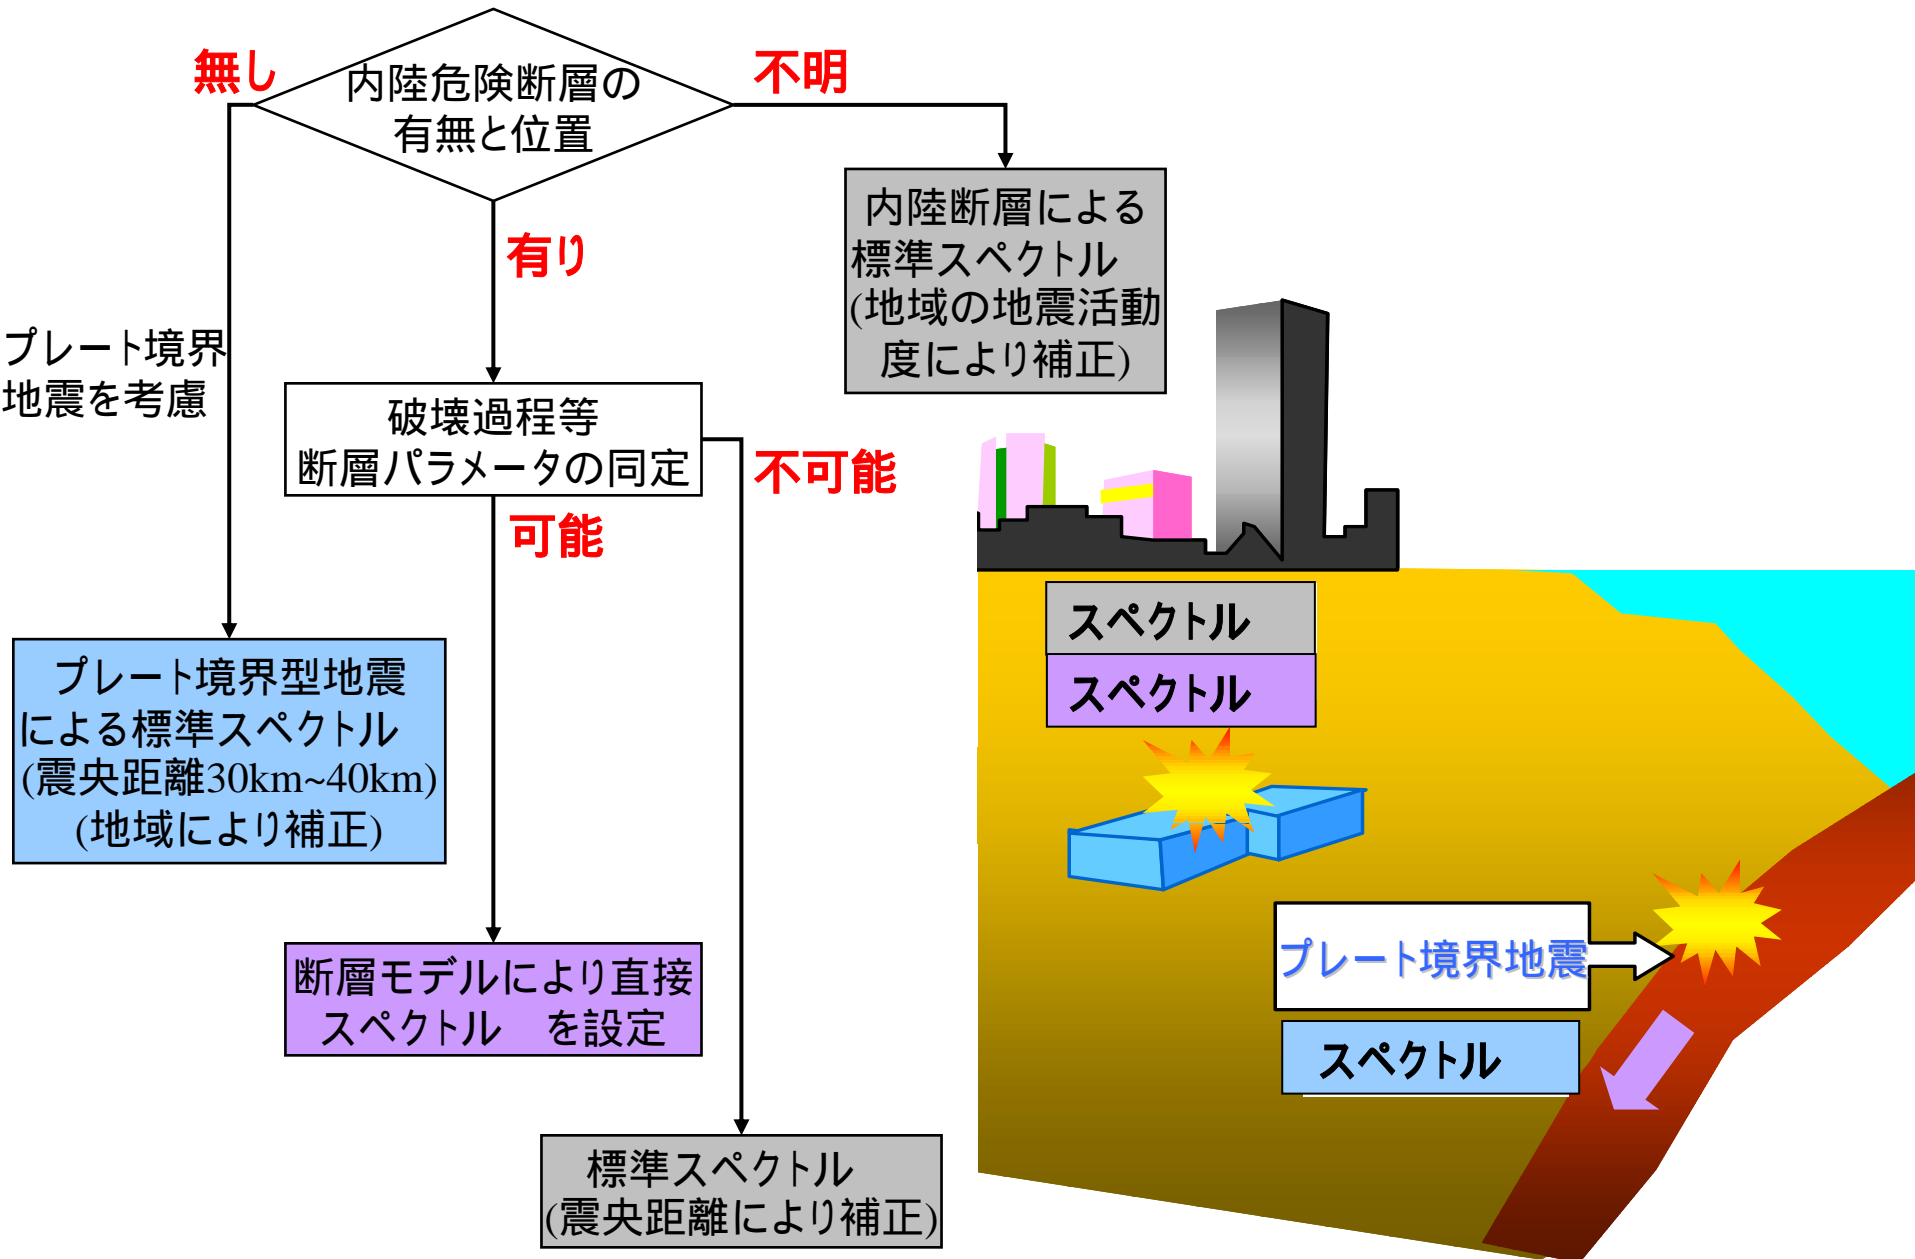 無し
内陸危険断層の
有無と位置
不明
有り
内陸断層による
標準スペクトル
(地域の地震活動
度により補正)
プレート境界
地震を考慮
破壊過程等
断層パラメータの同定
不可能
可能
プレート境界型地震
による標準スペクトル
(震央距離30km~40km)
(地域により補正)
断層モデルにより直接
スペクトル　を設定
標準スペクトル
(震央距離により補正)
スペクトル
スペクトル
プレート境界地震
スペクトル